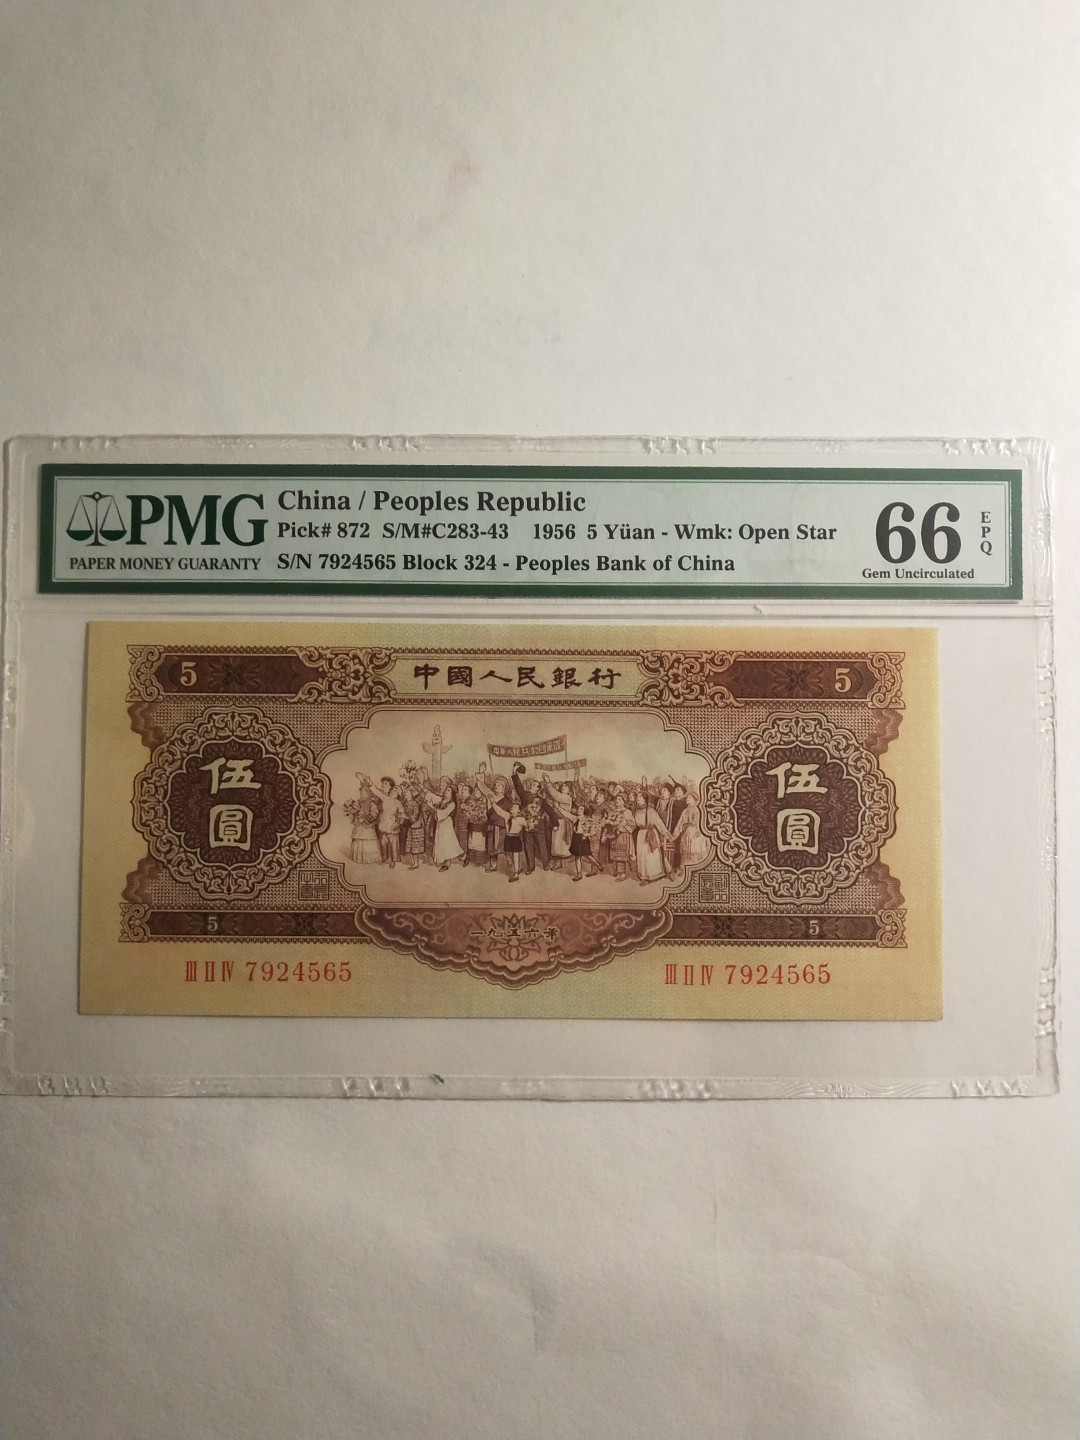 PMG
PAPER MONEY GUARANTY
China / Peoples Republic
Pick# 872 S/M#C283-43 1956 5 Yüan - Wmk: Open Star
S/N 7924565 Block 324 - Peoples Bank of China
66 EPQ
Gem Uncirculated
5 中國人民銀行 5
伍圓 伍圓
5 一九五六年 5
III II IV 7924565 III II IV 7924565